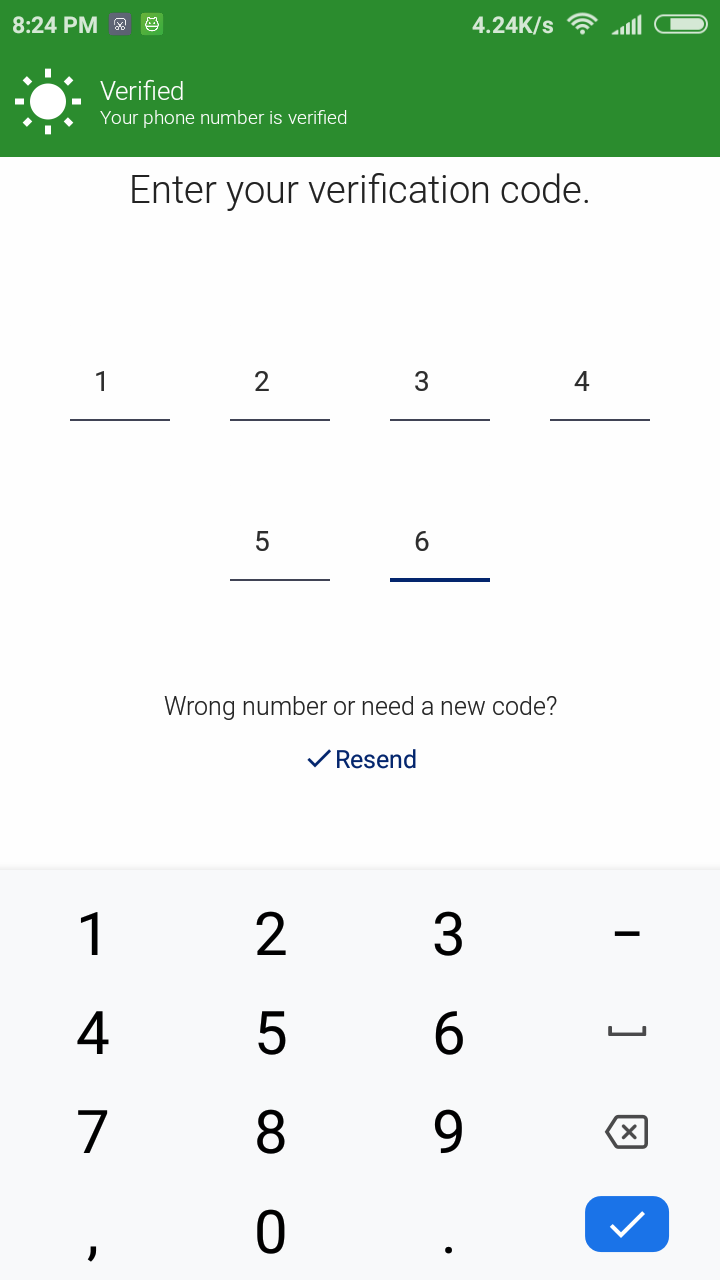 8:24 PM 4.24K/s
Verified
Your phone number is verified
Enter your verification code.
1 2 3 4
5 6
Wrong number or need a new code?
Resend
1 2 3 –
4 5 6
7 8 9
, 0 .